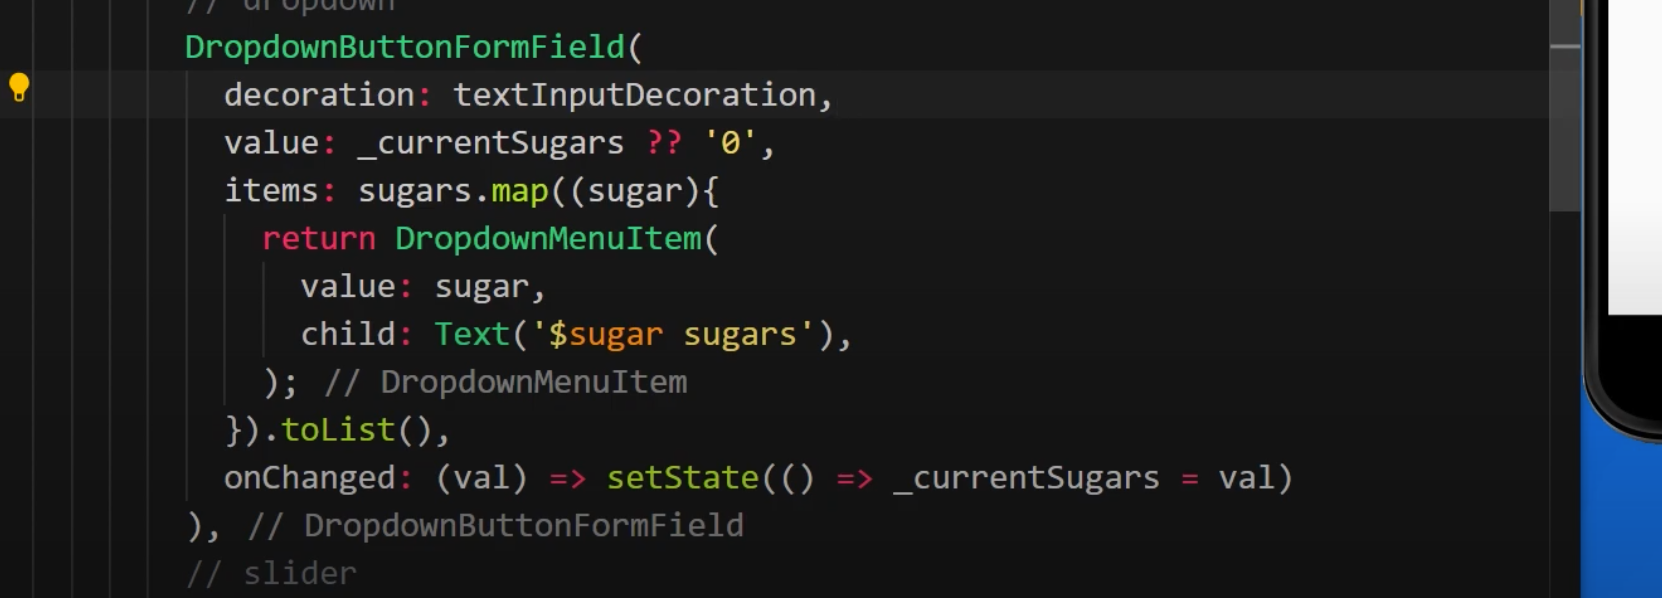 // dropdown
DropdownButtonFormField(
decoration: textInputDecoration,
value: _currentSugars ?? '0',
items: sugars.map((sugar){
return DropdownMenuItem(
value: sugar,
child: Text('$sugar sugars'),
); // DropdownMenuItem
}).toList(),
onChanged: (val) => setState(() => _currentSugars = val)
), // DropdownButtonFormField
// slider